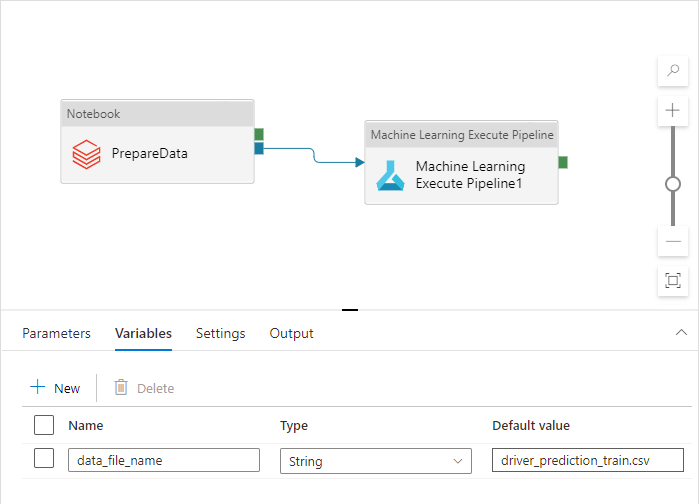 Notebook
PrepareData
Machine Learning Execute Pipeline
Machine Learning
Execute Pipeline1
Parameters
Variables
Settings
Output
New
Delete
Name
Type
Default value
data_file_name
String
driver_prediction_train.csv